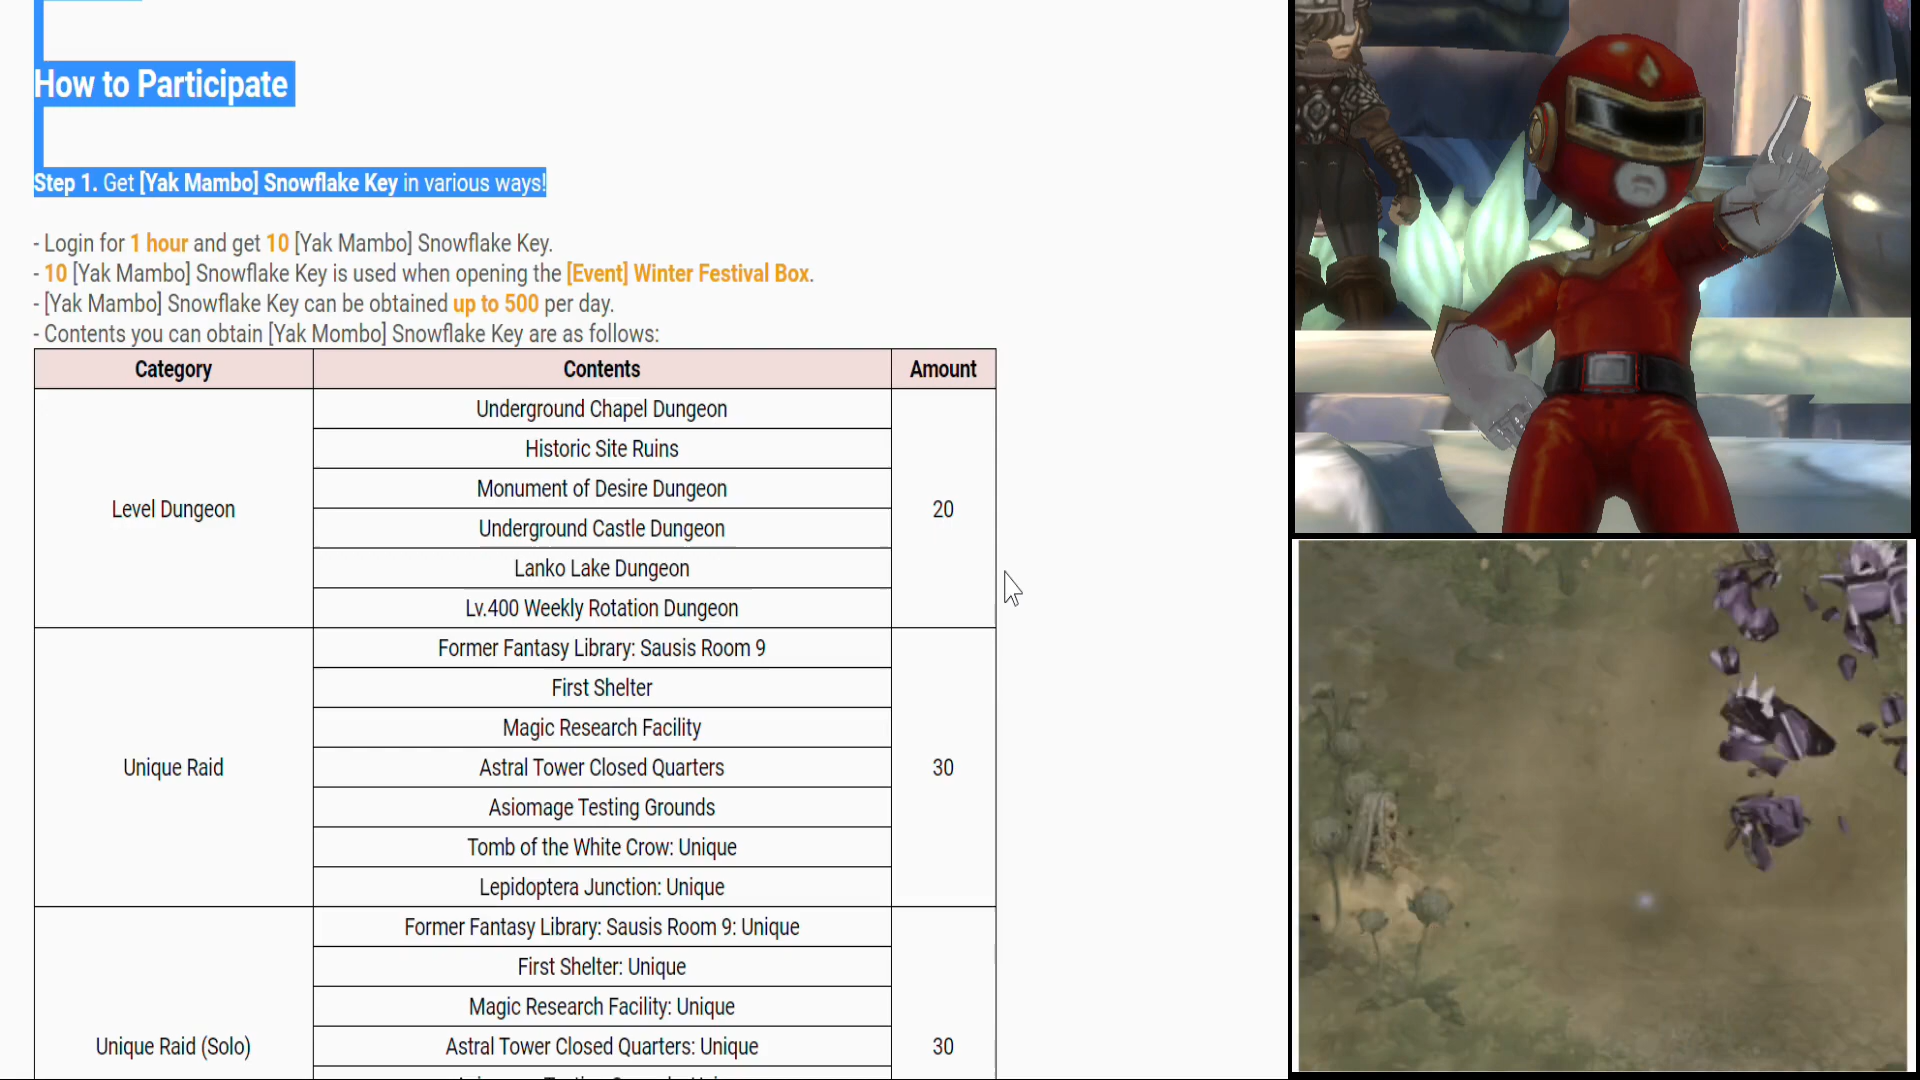 How to Participate
Step 1. Get [Yak Mambo] Snowflake Key in various ways!
- Login for 1 hour and get 10 [Yak Mambo] Snowflake Key.
- 10 [Yak Mambo] Snowflake Key is used when opening the [Event] Winter Festival Box.
- [Yak Mambo] Snowflake Key can be obtained up to 500 per day.
- Contents you can obtain [Yak Mombo] Snowflake Key are as follows:
Category Contents Amount
Underground Chapel Dungeon
Historic Site Ruins
Monument of Desire Dungeon
Level Dungeon 20
Underground Castle Dungeon
Lanko Lake Dungeon
Lv.400 Weekly Rotation Dungeon
Former Fantasy Library: Sausis Room 9
First Shelter
Magic Research Facility
Unique Raid Astral Tower Closed Quarters 30
Asiomage Testing Grounds
Tomb of the White Crow: Unique
Lepidoptera Junction: Unique
Former Fantasy Library: Sausis Room 9: Unique
First Shelter: Unique
Magic Research Facility: Unique
Unique Raid (Solo) Astral Tower Closed Quarters: Unique 30